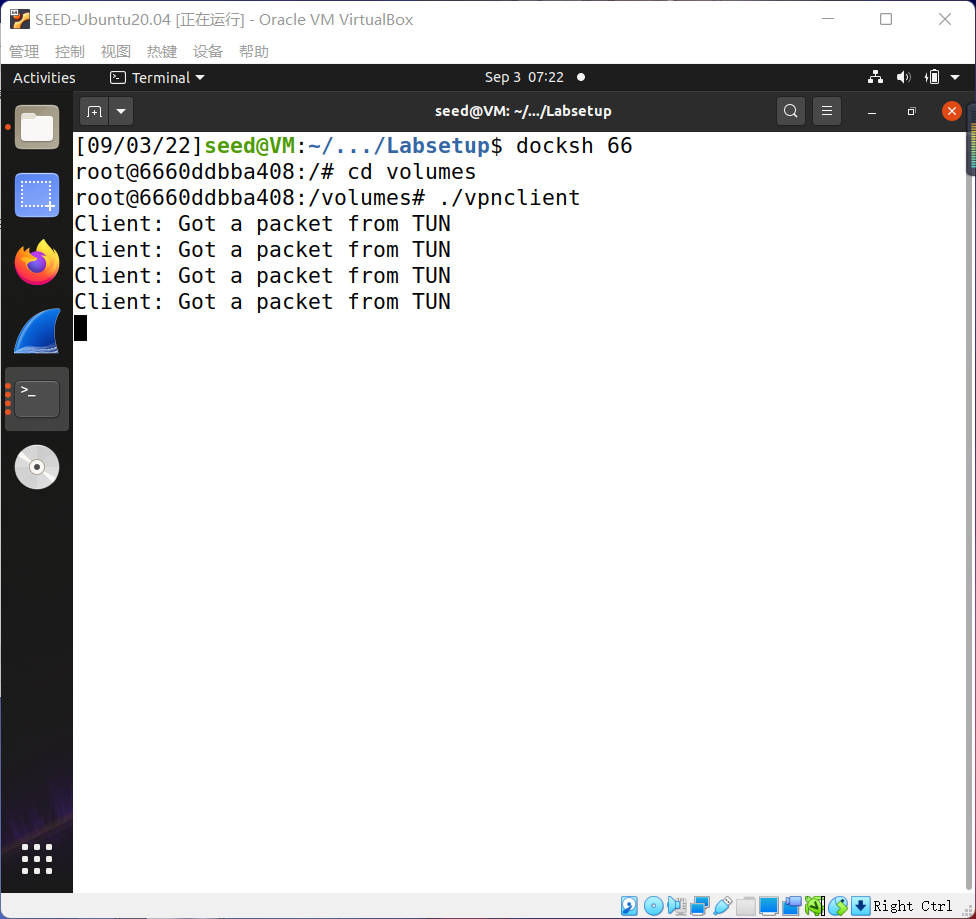 SEED-Ubuntu20.04 [正在运行] - Oracle VM VirtualBox
管理 控制 视图 热键 设备 帮助
Activities Terminal Sep 3 07:22
seed@VM: ~/.../Labsetup
[09/03/22]seed@VM:~/.../Labsetup$ docksh 66
root@6660ddbba408:/# cd volumes
root@6660ddbba408:/volumes# ./vpnclient
Client: Got a packet from TUN
Client: Got a packet from TUN
Client: Got a packet from TUN
Client: Got a packet from TUN
Right Ctrl